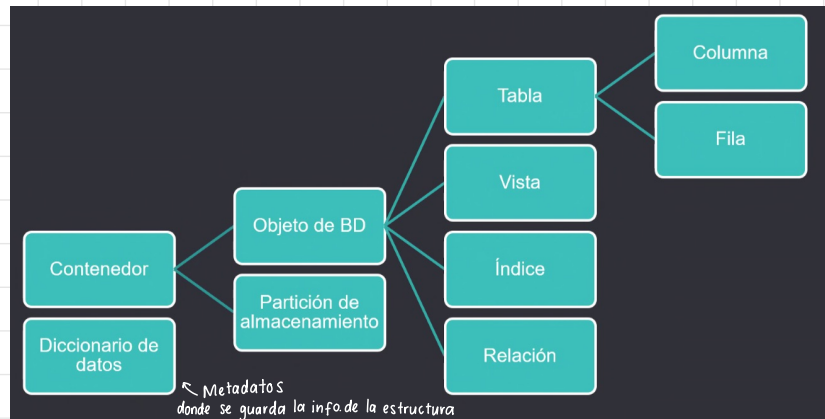 Columna
Tabla
Fila
Vista
Objeto de BD
Contenedor
Índice
Partición de
almacenamiento
Diccionario de
datos
Relación
Metadatos
donde se guarda la info. de la estructura